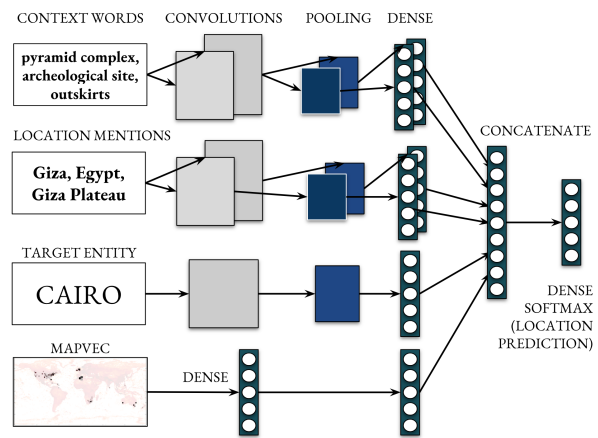 CONTEXT WORDS
CONVOLUTIONS
POOLING
DENSE
pyramid complex,
archeological site,
outskirts
LOCATION MENTIONS
Giza, Egypt,
Giza Plateau
CONCATENATE
TARGET ENTITY
CAIRO
DENSE
SOFTMAX
(LOCATION
PREDICTION)
MAPVEC
DENSE